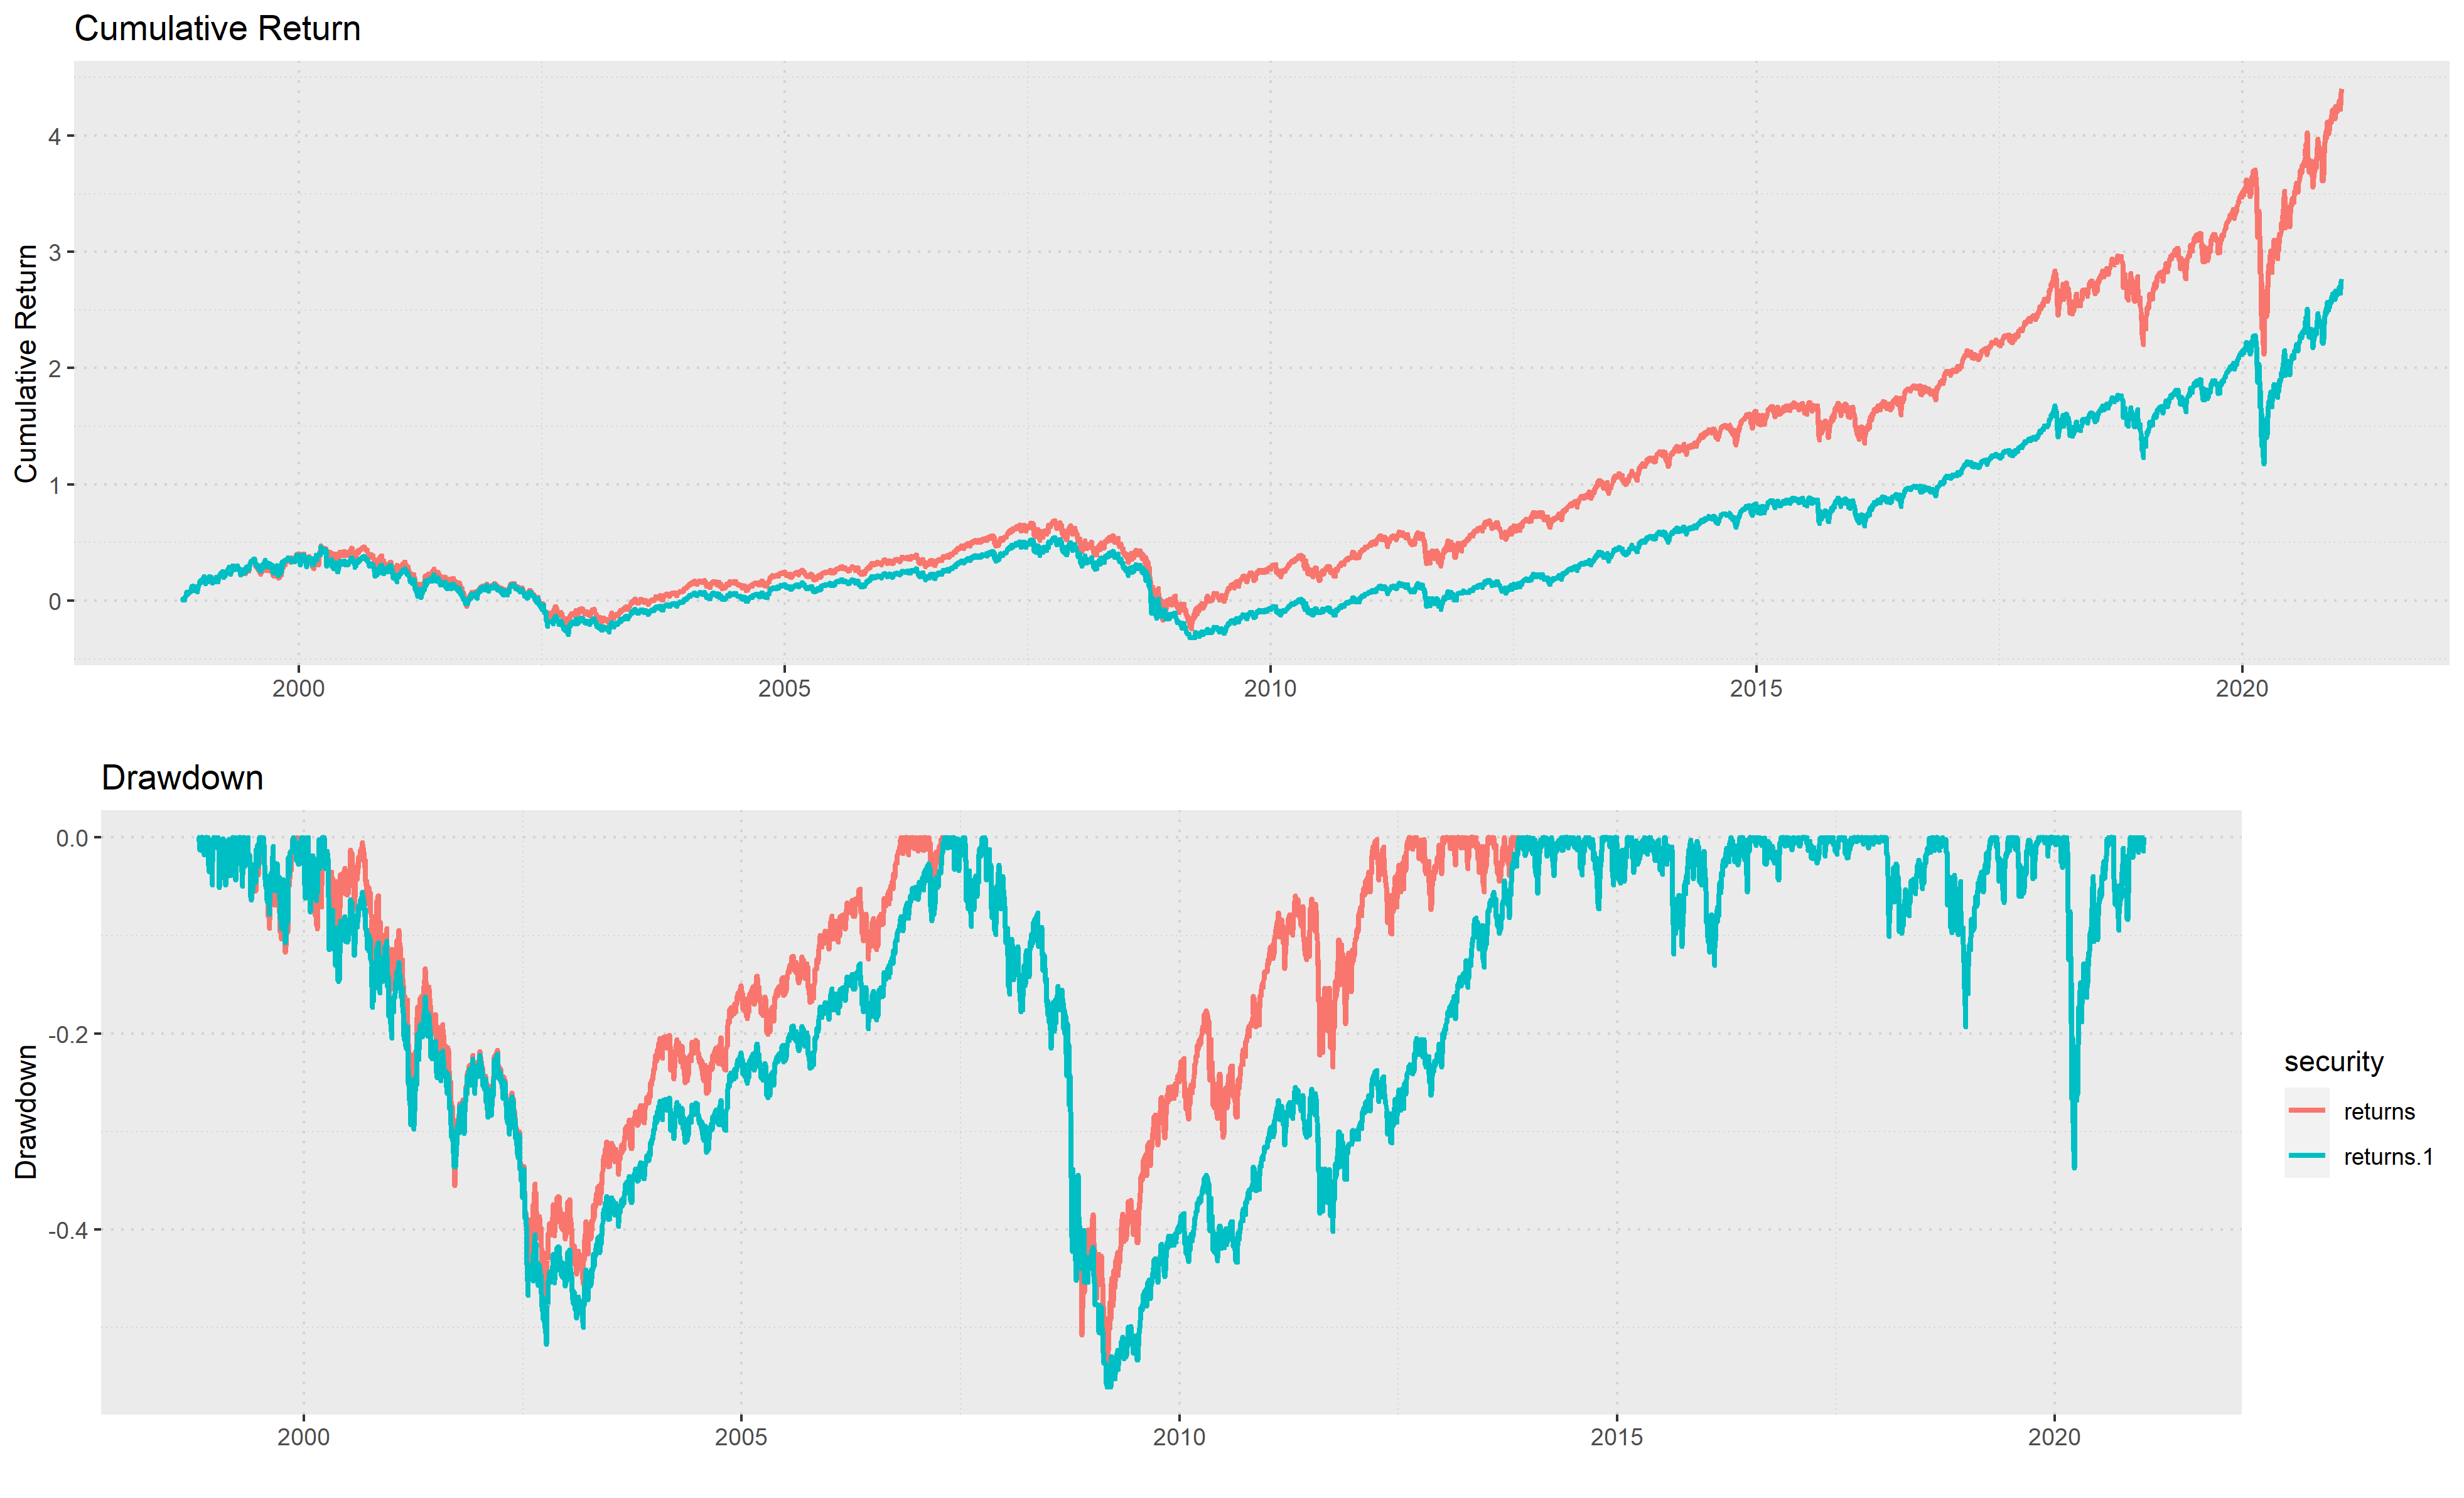 Cumulative Return
Cumulative Return
4
3
2
1
0
2000 2005 2010 2015 2020
Drawdown
Drawdown
0.0
-0.2
-0.4
2000 2005 2010 2015 2020
security
returns
returns.1